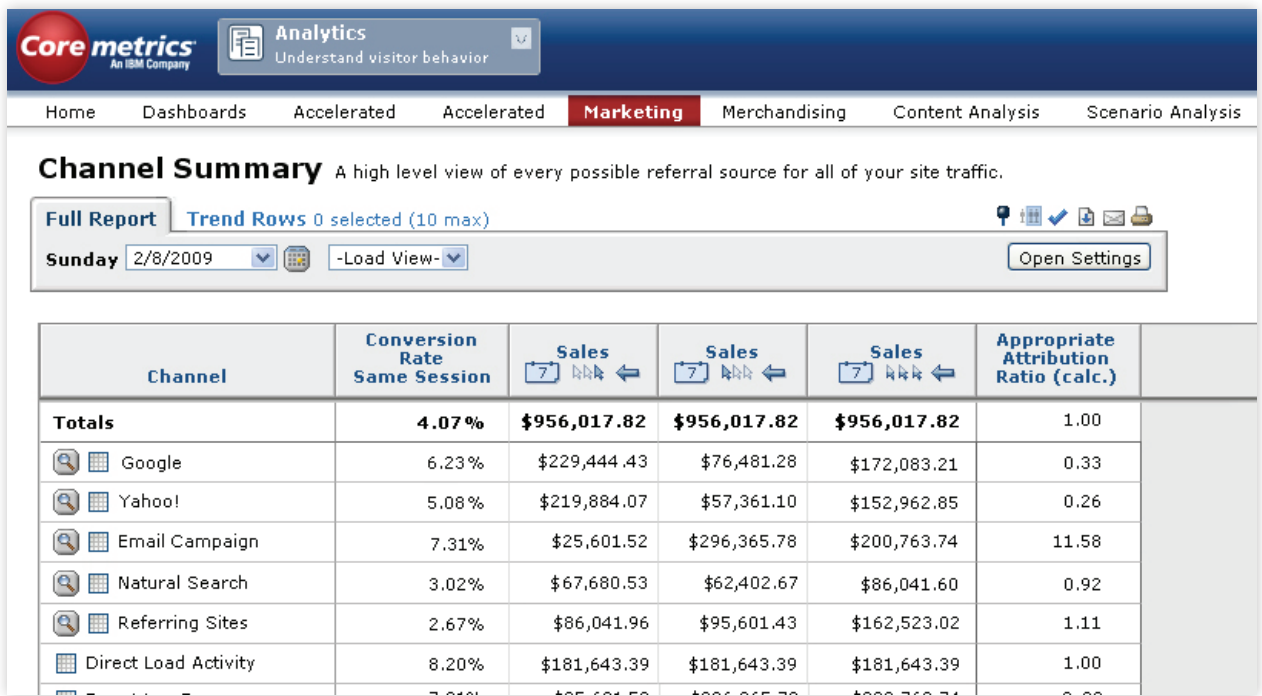 Coremetrics
An IBM Company
Analytics
Understand visitor behavior
Home Dashboards Accelerated Accelerated Marketing Merchandising Content Analysis Scenario Analysis
Channel Summary A high level view of every possible referral source for all of your site traffic.
Full Report Trend Rows 0 selected (10 max)
Sunday 2/8/2009 -Load View- Open Settings
Channel Conversion Rate Same Session Sales 7 Sales 7 Sales 7 Appropriate Attribution Ratio (calc.)
Totals 4.07% $956,017.82 $956,017.82 $956,017.82 1.00
Google 6.23% $229,444.43 $76,481.28 $172,083.21 0.33
Yahoo! 5.08% $219,884.07 $57,361.10 $152,962.85 0.26
Email Campaign 7.31% $25,601.52 $296,365.78 $200,763.74 11.58
Natural Search 3.02% $67,680.53 $62,402.67 $86,041.60 0.92
Referring Sites 2.67% $86,041.96 $95,601.43 $162,523.02 1.11
Direct Load Activity 8.20% $181,643.39 $181,643.39 $181,643.39 1.00